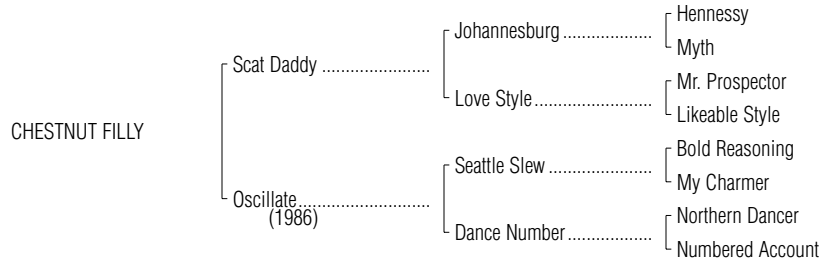 Hennessy
Johannesburg ....................
Myth
Scat Daddy ........................
Mr. Prospector
Love Style..........................
Likeable Style
CHESTNUT FILLY
Bold Reasoning
Seattle Slew .......................
My Charmer
Oscillate.............................
(1986)
Northern Dancer
Dance Number...................
Numbered Account